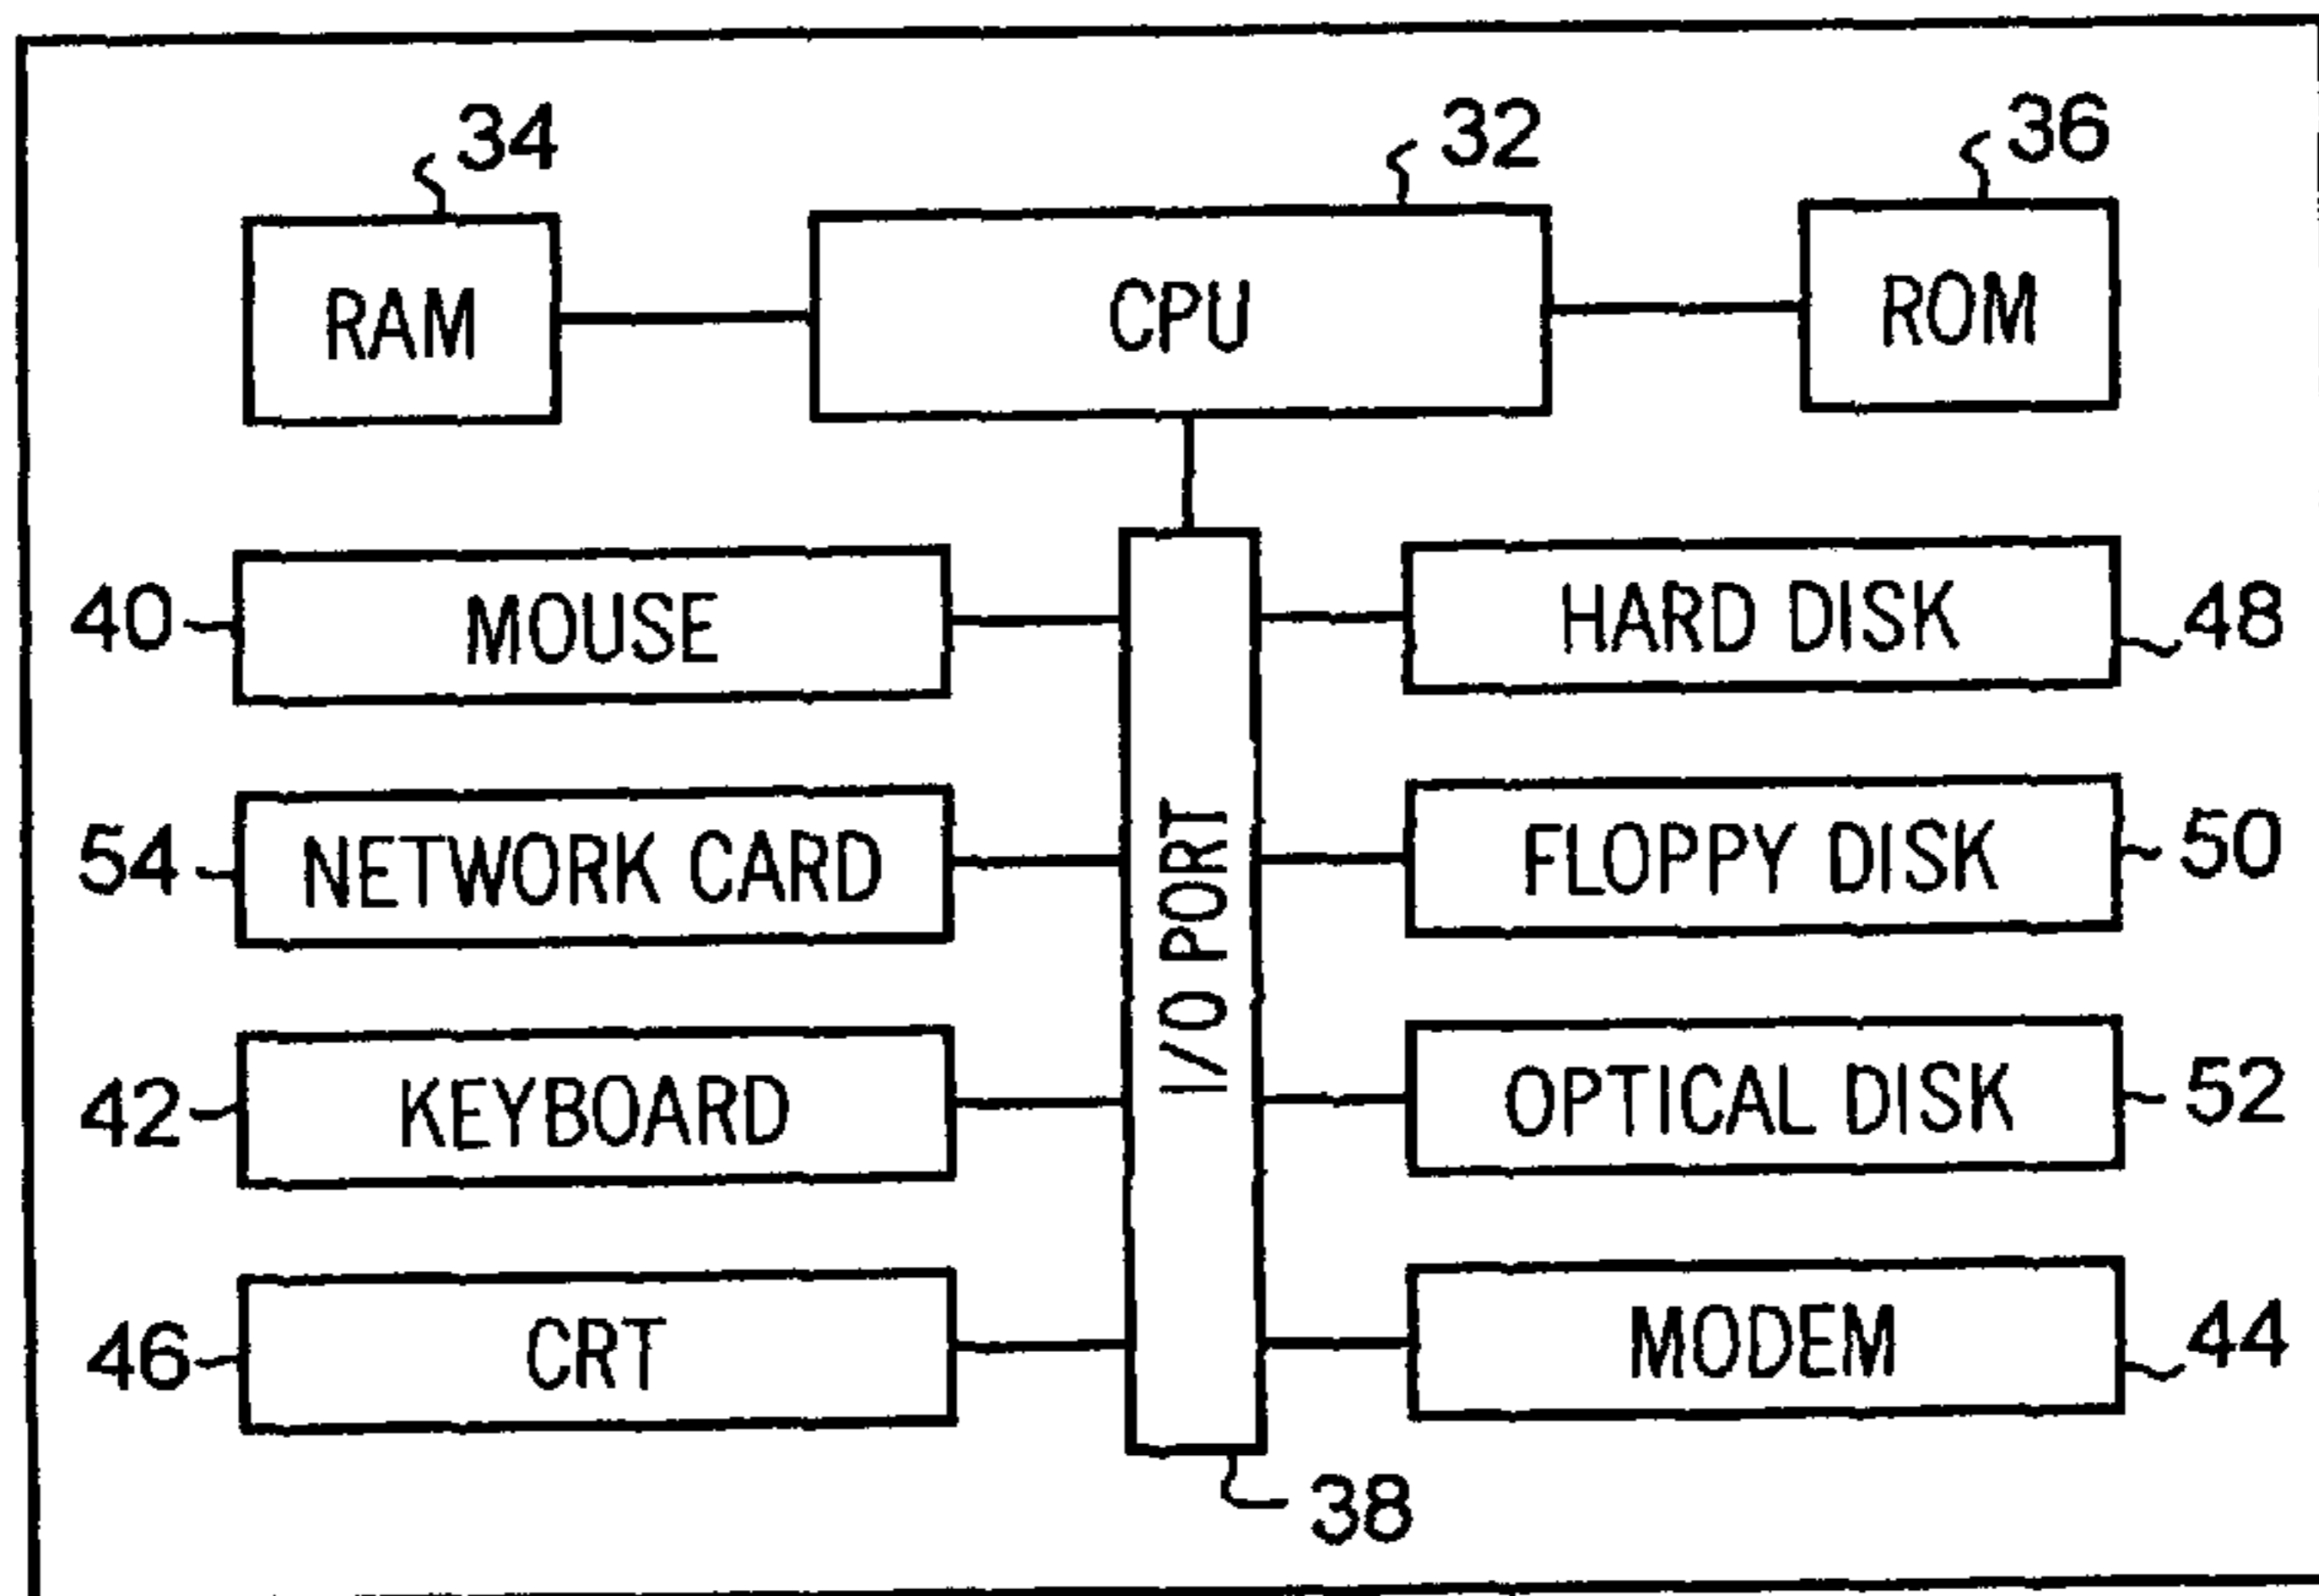 34 32 36
RAM CPU ROM
40 MOUSE HARD DISK 48
54 NETWORK CARD FLOPPY DISK 50
I/O PORT
42 KEYBOARD OPTICAL DISK 52
46 CRT MODEM 44
38